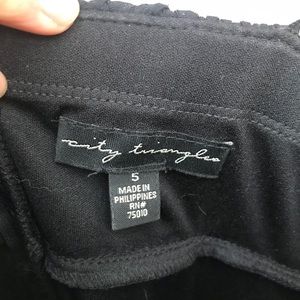 city triangles
5
MADE IN
PHILIPPINES
RN#
75010